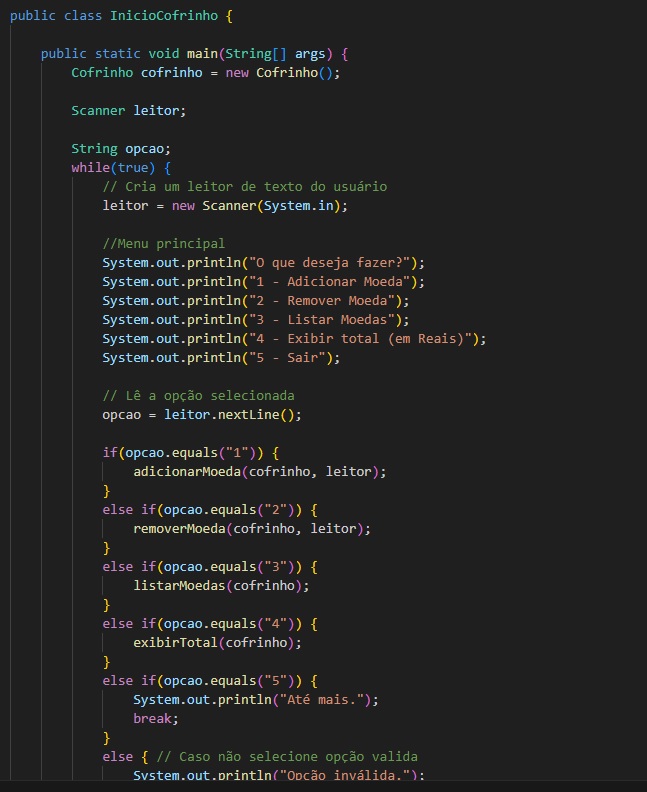 public class InicioCofrinho {
public static void main(String[] args) {
Cofrinho cofrinho = new Cofrinho();
Scanner leitor;
String opcao;
while(true) {
// Cria um leitor de texto do usuário
leitor = new Scanner(System.in);
//Menu principal
System.out.println("O que deseja fazer?");
System.out.println("1 - Adicionar Moeda");
System.out.println("2 - Remover Moeda");
System.out.println("3 - Listar Moedas");
System.out.println("4 - Exibir total (em Reais)");
System.out.println("5 - Sair");
// Lê a opção selecionada
opcao = leitor.nextLine();
if(opcao.equals("1")) {
adicionarMoeda(cofrinho, leitor);
}
else if(opcao.equals("2")) {
removerMoeda(cofrinho, leitor);
}
else if(opcao.equals("3")) {
listarMoedas(cofrinho);
}
else if(opcao.equals("4")) {
exibirTotal(cofrinho);
}
else if(opcao.equals("5")) {
System.out.println("Até mais.");
break;
}
else { // Caso não selecione opção valida
System.out.println("Opção inválida.");